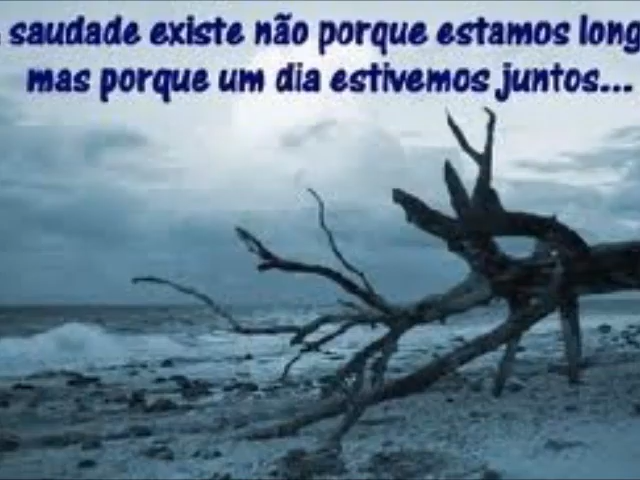 saudade existe não porque estamos long
mas porque um dia estivemos juntos...